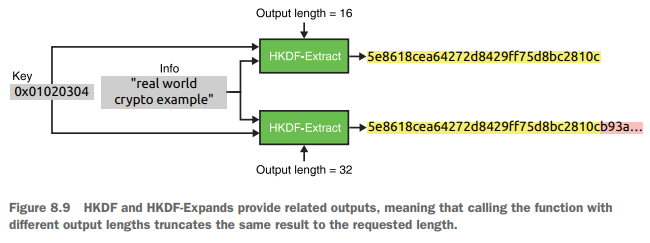 Output length = 16
HKDF-Extract
5e8618cea64272d8429ff75d8bc2810c
Key
0x01020304
Info
"real world
crypto example"
HKDF-Extract
5e8618cea64272d8429ff75d8bc2810cb93a...
Output length = 32
Figure 8.9 HKDF and HKDF-Expands provide related outputs, meaning that calling the function with
different output lengths truncates the same result to the requested length.